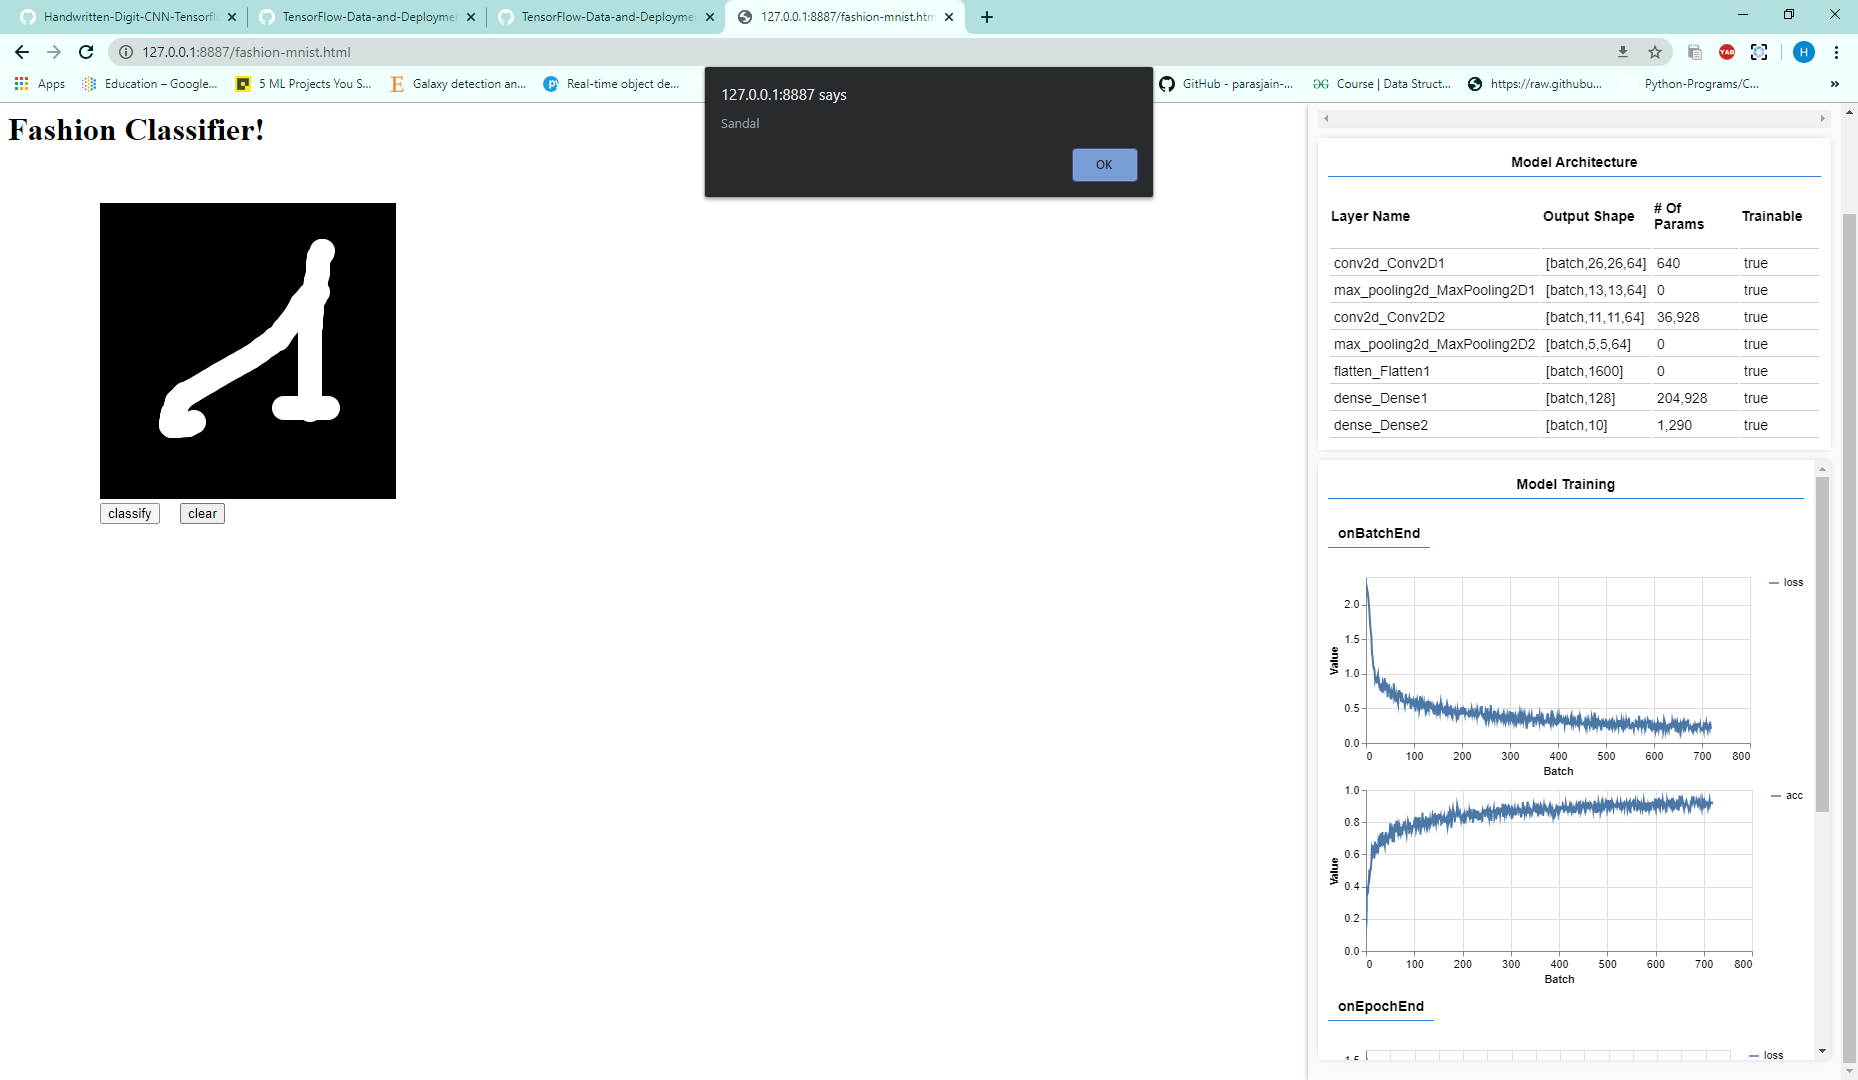 Handwritten-Digit-CNN-Tensorfl
TensorFlow-Data-and-Deployme
TensorFlow-Data-and-Deployme
127.0.0.1:8887/fashion-mnist.htm
127.0.0.1:8887/fashion-mnist.html
H
Apps
Education – Google...
5 ML Projects You S...
Galaxy detection an...
Real-time object de...
GitHub - parasjain-...
Course | Data Struct...
https://raw.githubu...
Python-Programs/C...
»
127.0.0.1:8887 says
Sandal
OK
Fashion Classifier!
classify clear
Model Architecture
Layer Name Output Shape # Of Params Trainable
conv2d_Conv2D1 [batch,26,26,64] 640 true
max_pooling2d_MaxPooling2D1 [batch,13,13,64] 0 true
conv2d_Conv2D2 [batch,11,11,64] 36,928 true
max_pooling2d_MaxPooling2D2 [batch,5,5,64] 0 true
flatten_Flatten1 [batch,1600] 0 true
dense_Dense1 [batch,128] 204,928 true
dense_Dense2 [batch,10] 1,290 true
Model Training
onBatchEnd
loss
2.0
1.5
1.0
0.5
0.0
Value
0 100 200 300 400 500 600 700 800
Batch
acc
1.0
0.8
0.6
0.4
0.2
0.0
Value
0 100 200 300 400 500 600 700 800
Batch
onEpochEnd
loss
1.5